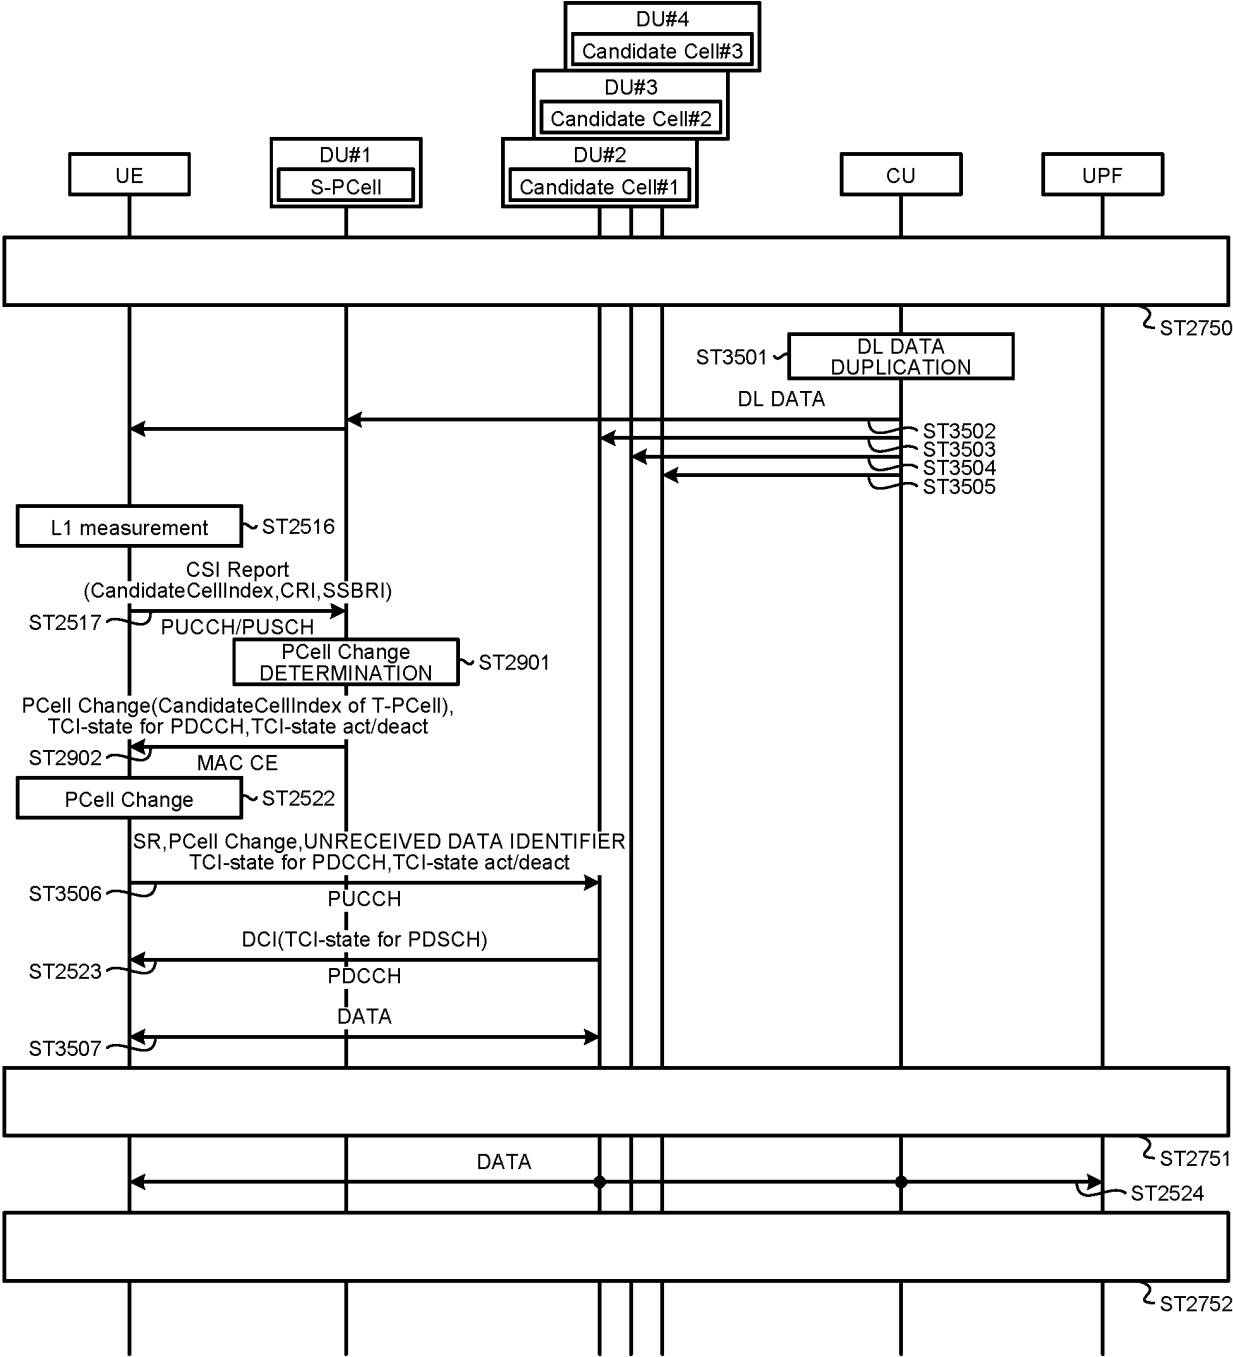 DU#4
Candidate Cell#3
DU#3
Candidate Cell#2
UE
DU#1
S-PCell
DU#2
Candidate Cell#1
CU
UPF
ST2750
ST3501
DL DATA
DUPLICATION
DL DATA
ST3502
ST3503
ST3504
ST3505
L1 measurement
ST2516
CSI Report
(CandidateCellIndex,CRI,SSBRI)
ST2517
PUCCH/PUSCH
PCell Change
DETERMINATION
ST2901
PCell Change(CandidateCellIndex of T-PCell),
TCI-state for PDCCH,TCI-state act/deact
ST2902
MAC CE
PCell Change
ST2522
SR,PCell Change,UNRECEIVED DATA IDENTIFIER
TCI-state for PDCCH,TCI-state act/deact
ST3506
PUCCH
DCI(TCI-state for PDSCH)
ST2523
PDCCH
DATA
ST3507
ST2751
DATA
ST2524
ST2752